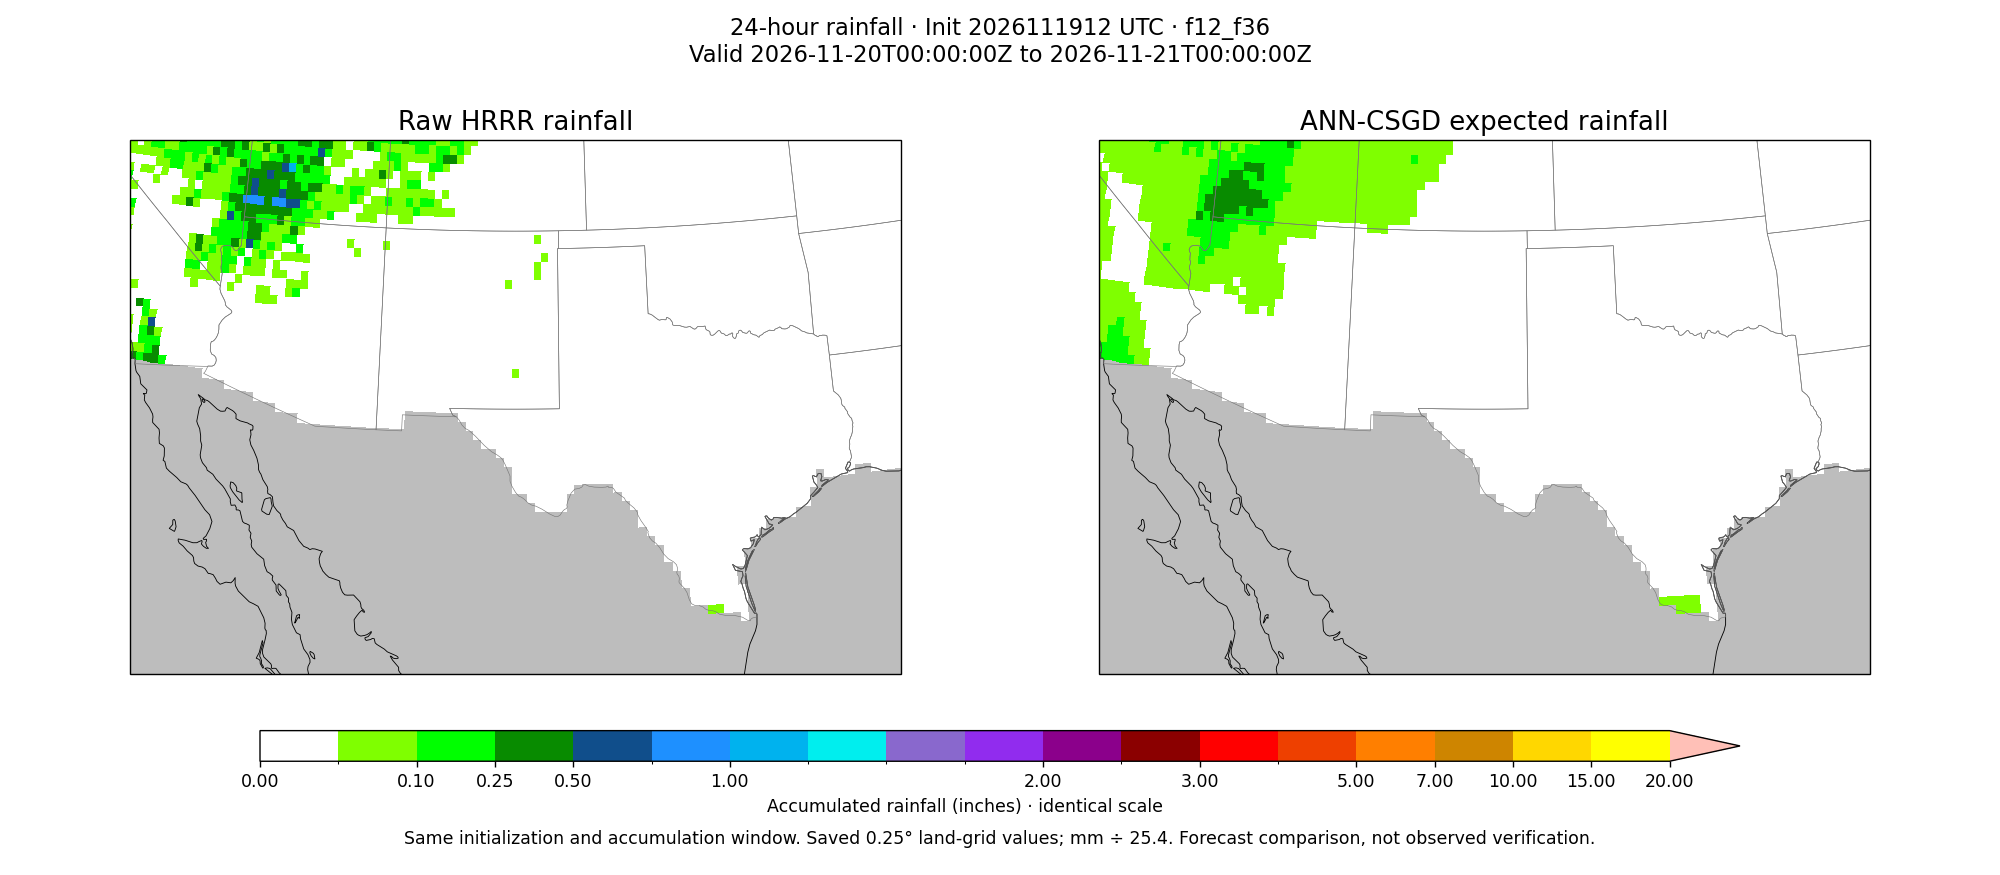 24-hour rainfall · Init 2026111912 UTC · f12_f36
Valid 2026-11-20T00:00:00Z to 2026-11-21T00:00:00Z
Raw HRRR rainfall
ANN-CSGD expected rainfall
0.00 0.10 0.25 0.50 1.00 2.00 3.00 5.00 7.00 10.00 15.00 20.00
Accumulated rainfall (inches) · identical scale
Same initialization and accumulation window. Saved 0.25° land-grid values; mm ÷ 25.4. Forecast comparison, not observed verification.